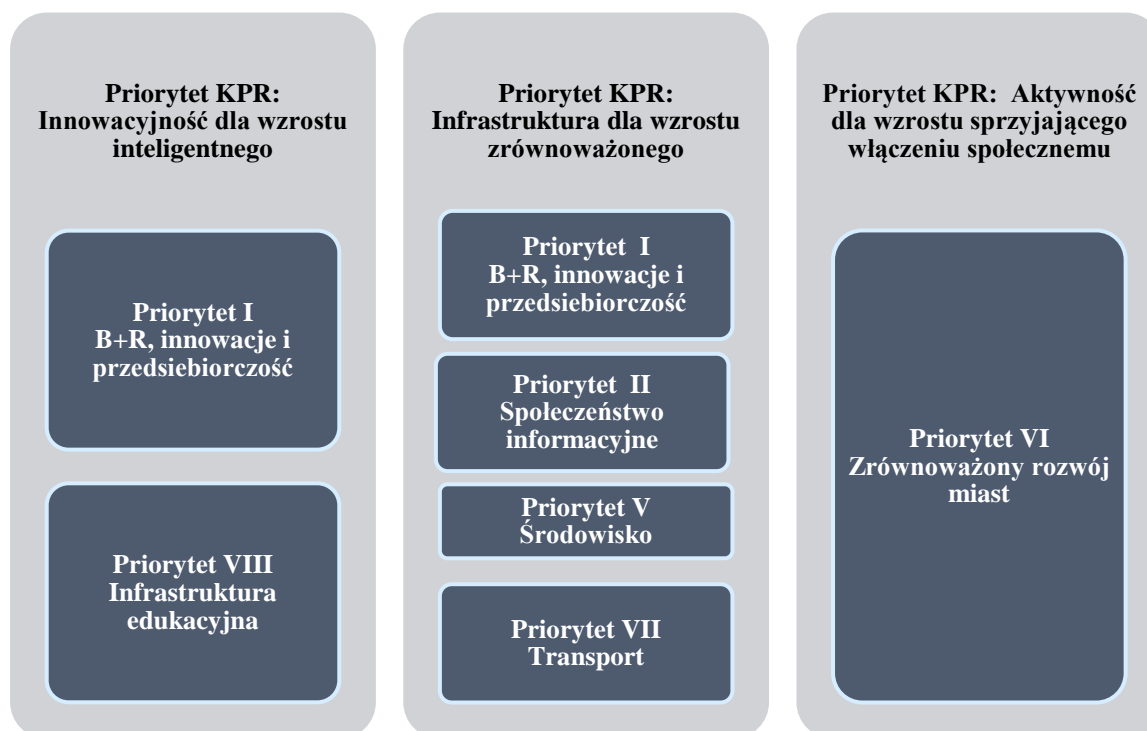 Priorytet KPR:
Innowacyjność dla wzrostu
inteligentnego
Priorytet I
B+R, innowacje i
przedsiebiorczość
Priorytet VIII
Infrastruktura
edukacyjna
Priorytet KPR:
Infrastruktura dla wzrostu
zrównoważonego
Priorytet I
B+R, innowacje i
przedsiebiorczość
Priorytet II
Społeczeństwo
informacyjne
Priorytet V
Środowisko
Priorytet VII
Transport
Priorytet KPR: Aktywność
dla wzrostu sprzyjającego
włączeniu społecznemu
Priorytet VI
Zrównoważony rozwój
miast